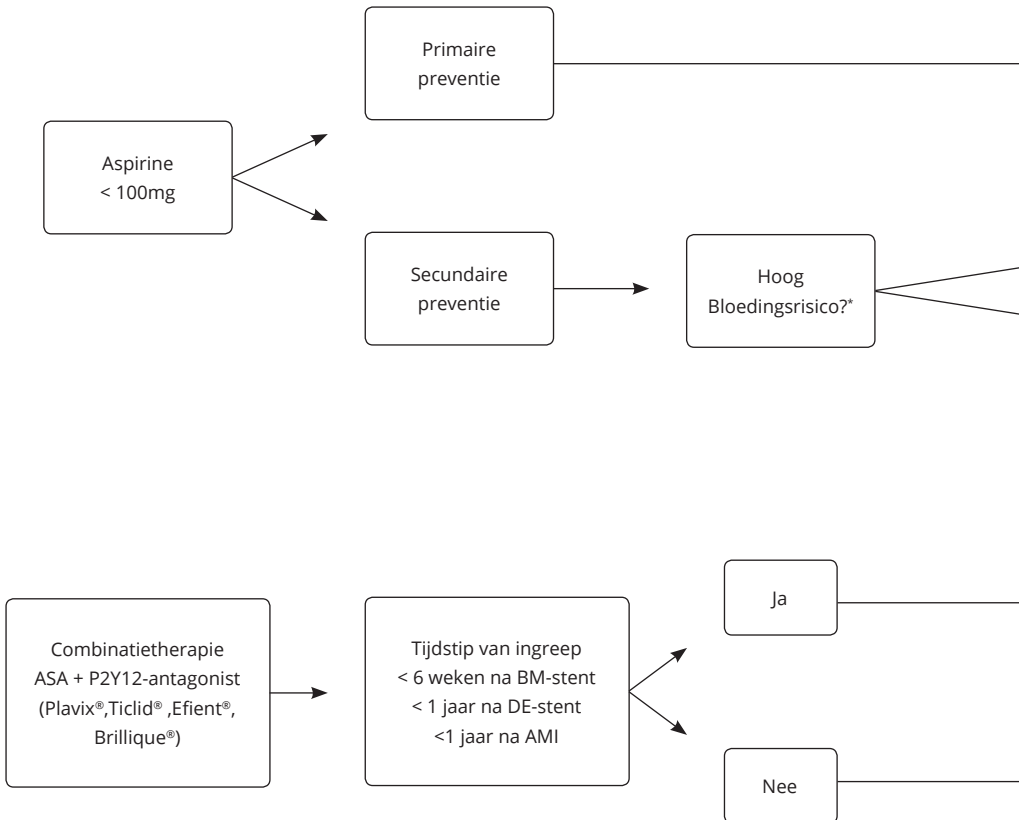 Primaire
preventie
Aspirine
< 100mg
Secundaire
preventie
Hoog
Bloedingsrisico?*
Ja
Combinatietherapie
ASA + P2Y12-antagonist
(Plavix®,Ticlid® ,Efient®,
Brillique®)
Tijdstip van ingreep
< 6 weken na BM-stent
< 1 jaar na DE-stent
<1 jaar na AMI
Nee